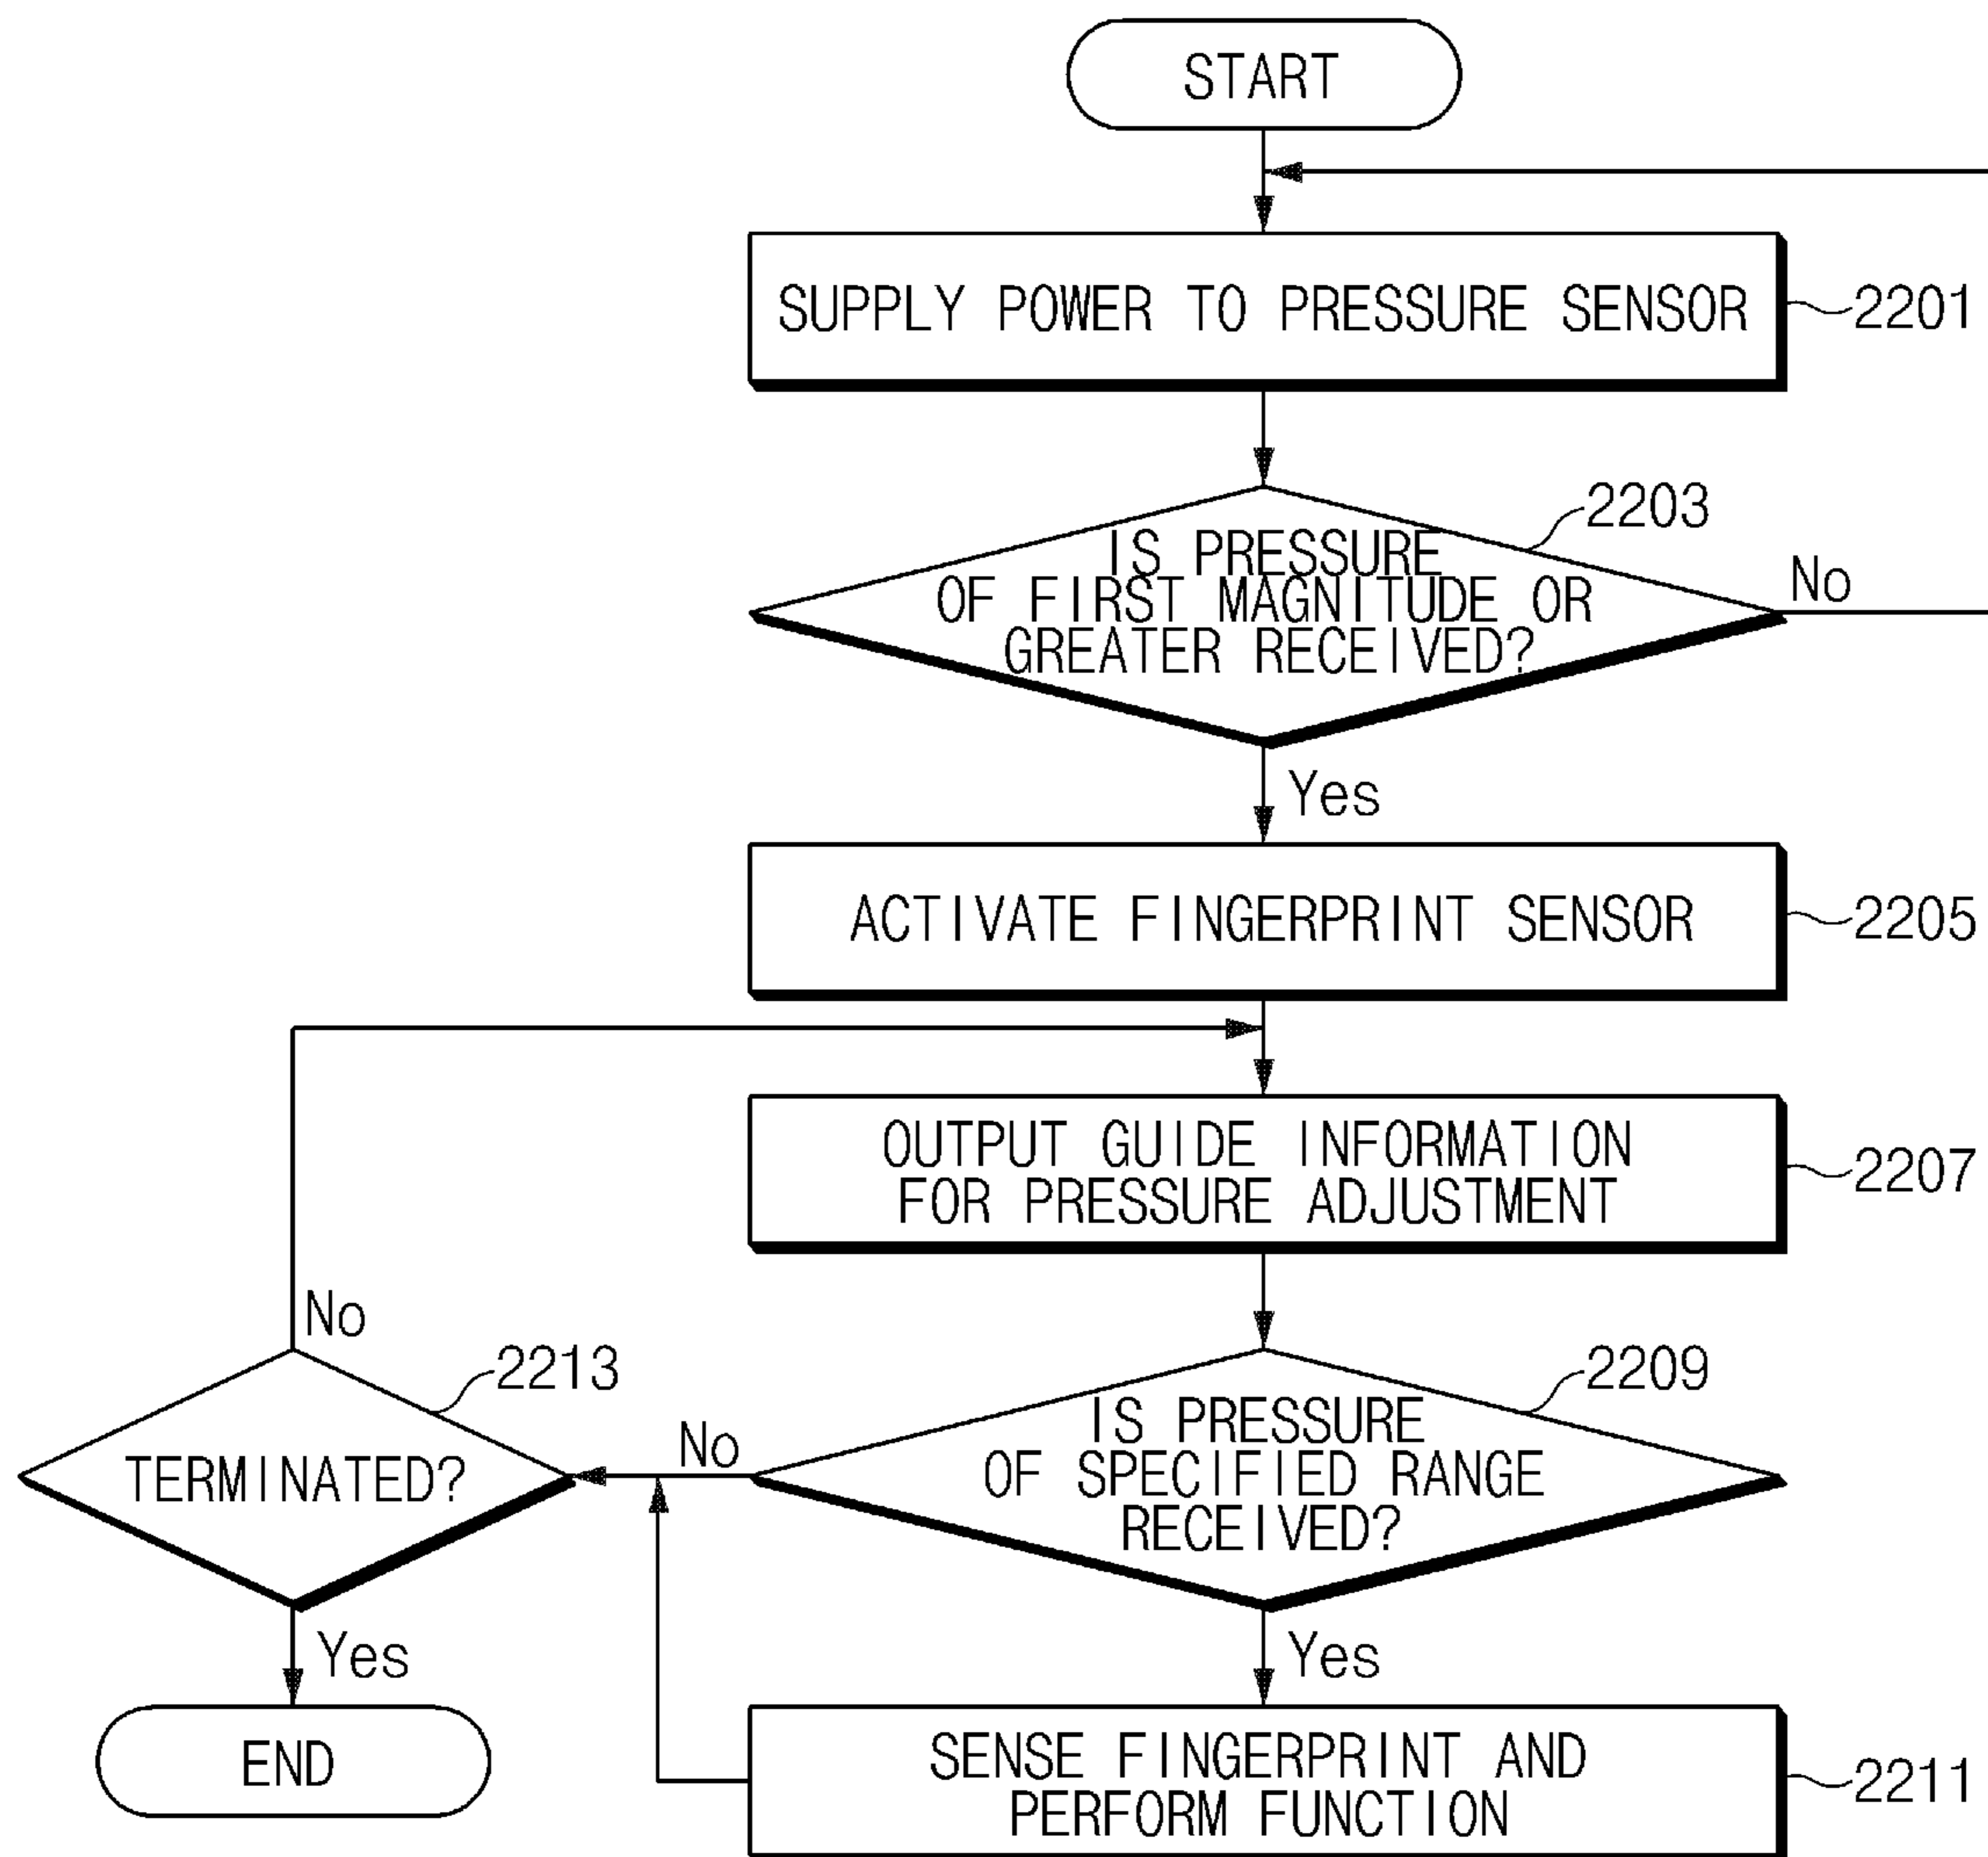 START
SUPPLY POWER TO PRESSURE SENSOR
2201
2203
IS PRESSURE
OF FIRST MAGNITUDE OR
GREATER RECEIVED?
No
Yes
ACTIVATE FINGERPRINT SENSOR
2205
OUTPUT GUIDE INFORMATION
FOR PRESSURE ADJUSTMENT
2207
No
2213
TERMINATED?
No
2209
IS PRESSURE
OF SPECIFIED RANGE
RECEIVED?
Yes
Yes
END
SENSE FINGERPRINT AND
PERFORM FUNCTION
2211